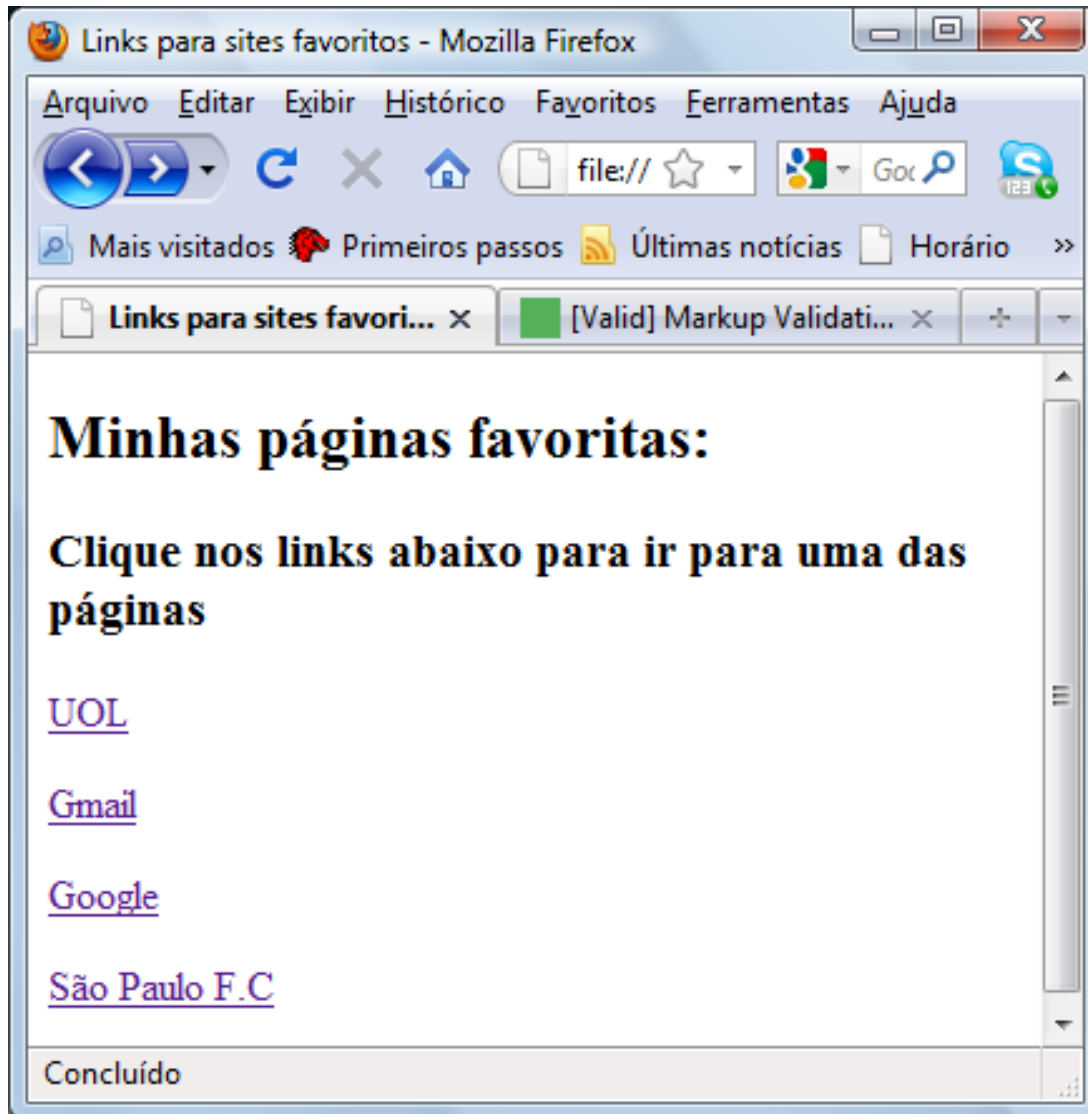 Links para sites favoritos - Mozilla Firefox
Arquivo Editar Exibir Histórico Favoritos Ferramentas Ajuda
file:// Goo
123
Mais visitados Primeiros passos Últimas notícias Horário »
Links para sites favori... [Valid] Markup Validati...
Minhas páginas favoritas:
Clique nos links abaixo para ir para uma das
páginas
UOL
Gmail
Google
São Paulo F.C
Concluído